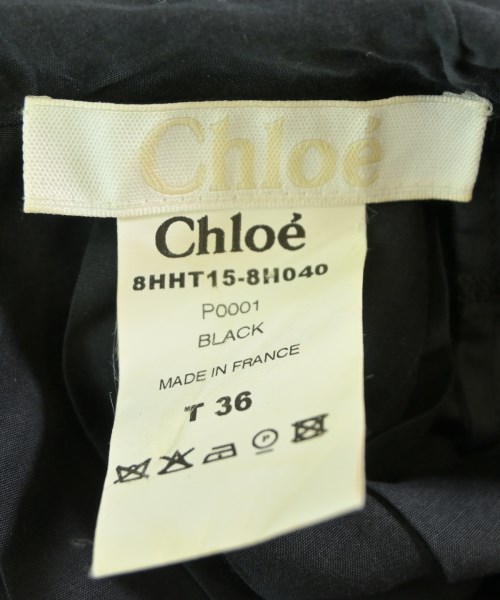 Chloé
Chloé
8HHT15-8H040
P0001
BLACK
MADE IN FRANCE
T 36
P